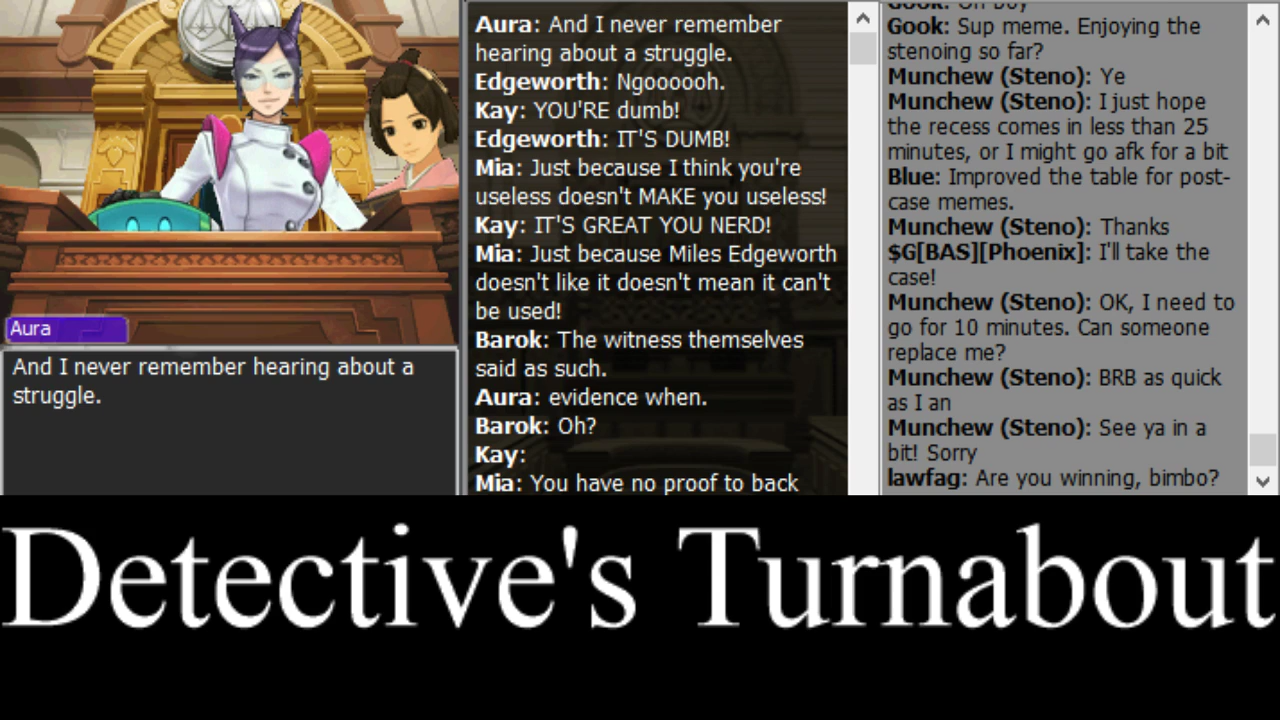 Aura
And I never remember hearing about a
struggle.
Aura: And I never remember
hearing about a struggle.
Edgeworth: Ngoooooh.
Kay: YOU'RE dumb!
Edgeworth: IT'S DUMB!
Mia: Just because I think you're
useless doesn't MAKE you useless!
Kay: IT'S GREAT YOU NERD!
Mia: Just because Miles Edgeworth
doesn't like it doesn't mean it can't
be used!
Barok: The witness themselves
said as such.
Aura: evidence when.
Barok: Oh?
Kay:
Mia: You have no proof to back
Gook: Oh boy
Gook: Sup meme. Enjoying the
stenoing so far?
Munchew (Steno): Ye
Munchew (Steno): I just hope
the recess comes in less than 25
minutes, or I might go afk for a bit
Blue: Improved the table for post-
case memes.
Munchew (Steno): Thanks
$G[BAS][Phoenix]: I'll take the
case!
Munchew (Steno): OK, I need to
go for 10 minutes. Can someone
replace me?
Munchew (Steno): BRB as quick
as I an
Munchew (Steno): See ya in a
bit! Sorry
lawfag: Are you winning, bimbo?
Detective's Turnabout